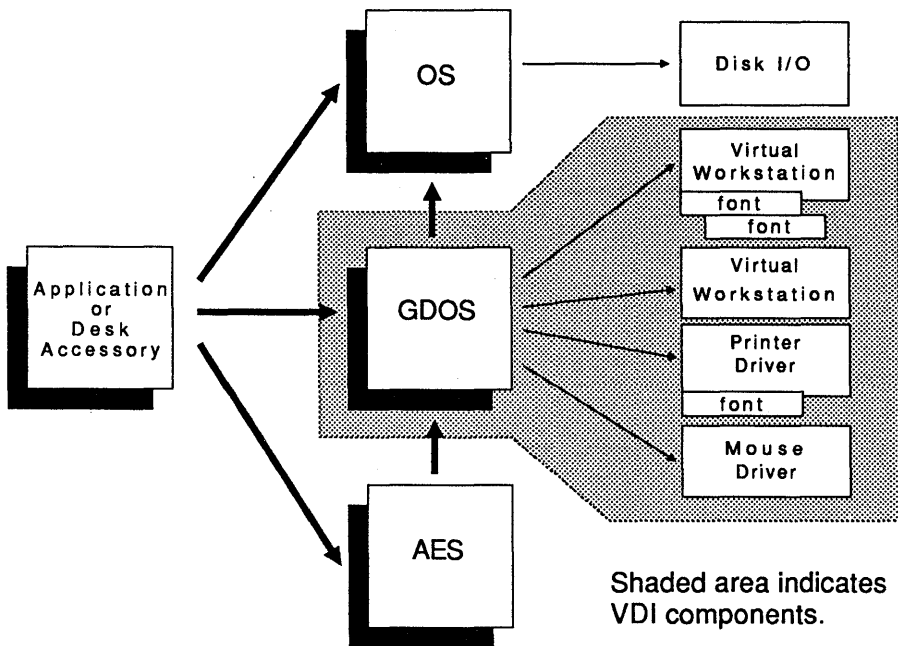 OS
Disk I/O
Virtual
Workstation
font
font
Application
or
Desk
Accessory
GDOS
Virtual
Workstation
Printer
Driver
font
Mouse
Driver
AES
Shaded area indicates
VDI components.